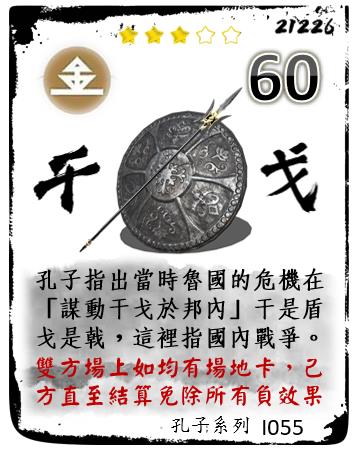 21226
金
60
干 戈
孔子指出當時魯國的危機在
「謀動干戈於邦內」干是盾
戈是戟，這裡指國內戰爭。
雙方場上如均有場地卡，己
方直至結算免除所有負效果
孔子系列 I055